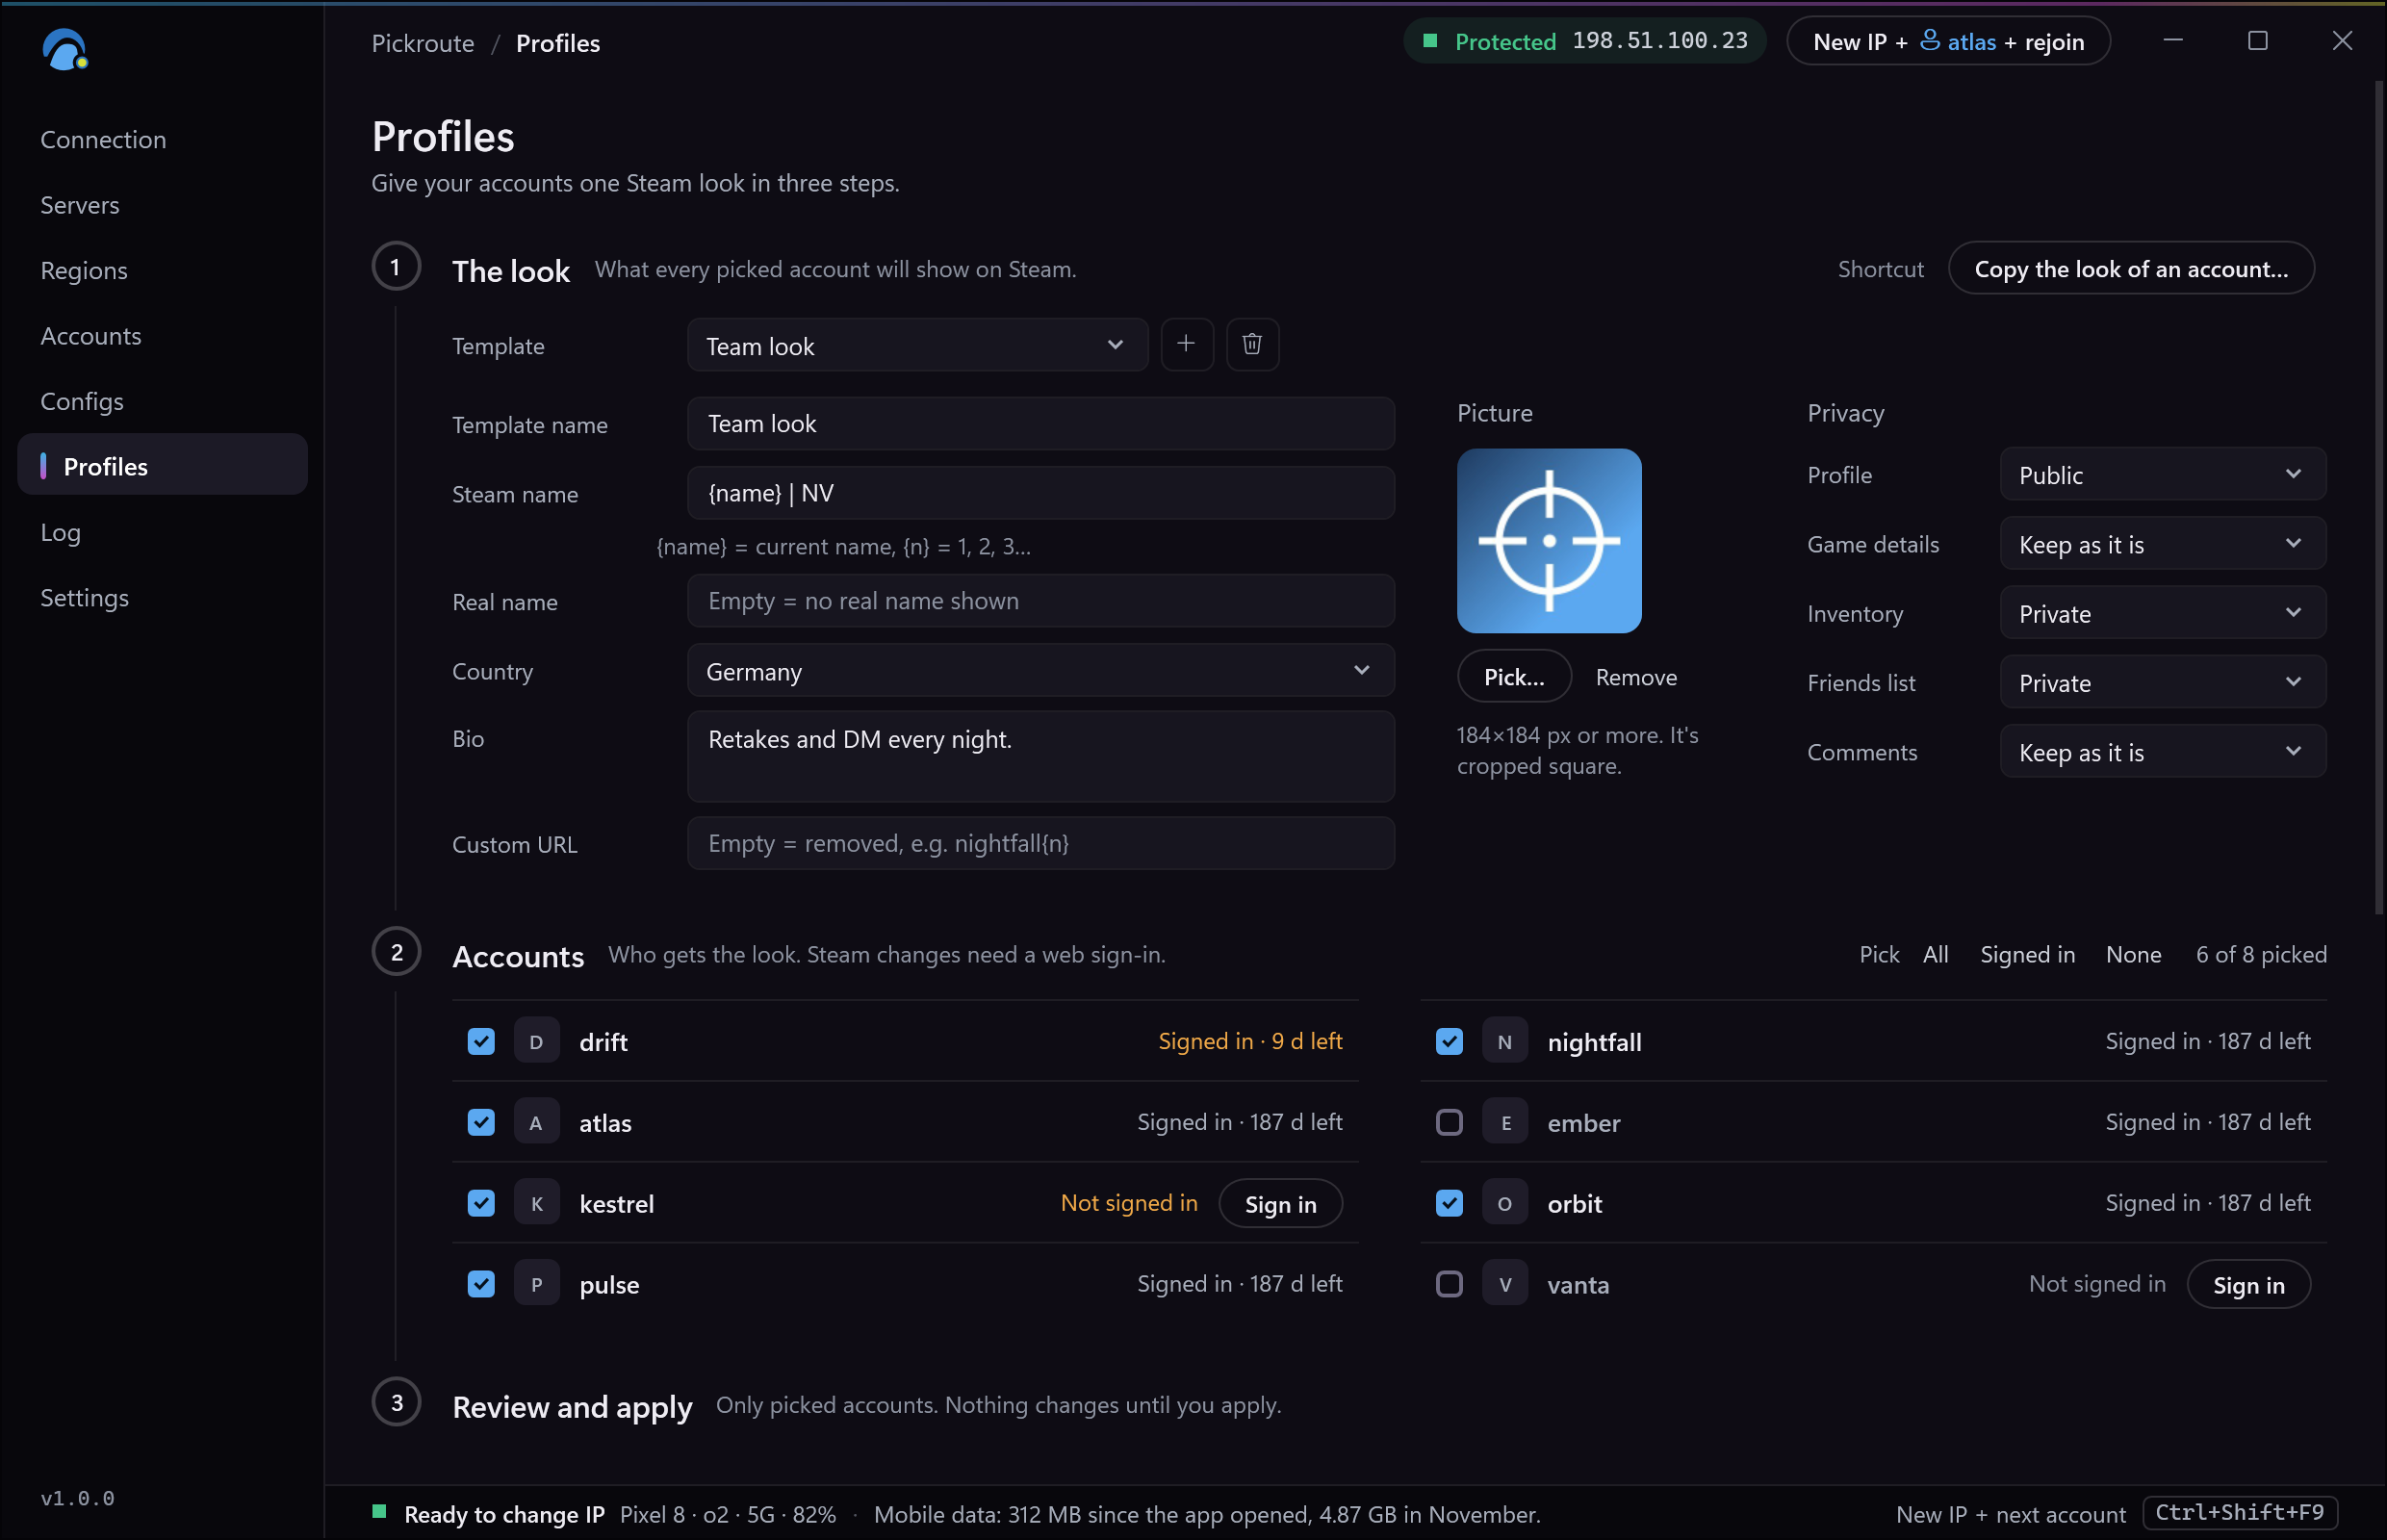 Pickroute / Profiles
Protected 198.51.100.23
New IP + atlas + rejoin
Connection
Servers
Regions
Accounts
Configs
Profiles
Log
Settings
v1.0.0
Profiles
Give your accounts one Steam look in three steps.
1 The look What every picked account will show on Steam.
Shortcut Copy the look of an account...
Template Team look
Template name Team look
Steam name {name} | NV
{name} = current name, {n} = 1, 2, 3...
Real name Empty = no real name shown
Country Germany
Bio Retakes and DM every night.
Custom URL Empty = removed, e.g. nightfall{n}
Picture
Pick... Remove
184×184 px or more. It's
cropped square.
Privacy
Profile Public
Game details Keep as it is
Inventory Private
Friends list Private
Comments Keep as it is
2 Accounts Who gets the look. Steam changes need a web sign-in.
Pick All Signed in None 6 of 8 picked
D drift Signed in · 9 d left
N nightfall Signed in · 187 d left
A atlas Signed in · 187 d left
E ember Signed in · 187 d left
K kestrel Not signed in Sign in
O orbit Signed in · 187 d left
P pulse Signed in · 187 d left
V vanta Not signed in Sign in
3 Review and apply Only picked accounts. Nothing changes until you apply.
Ready to change IP Pixel 8 · o2 · 5G · 82% · Mobile data: 312 MB since the app opened, 4.87 GB in November.
New IP + next account Ctrl+Shift+F9